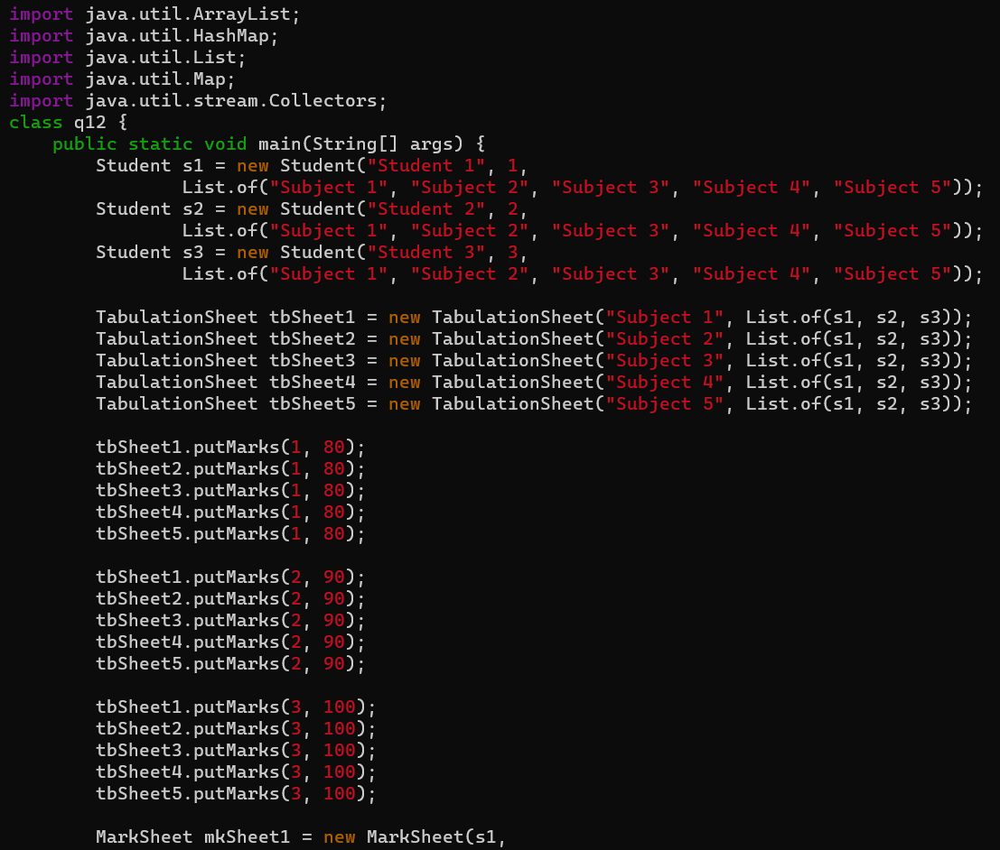 import java.util.ArrayList;
import java.util.HashMap;
import java.util.List;
import java.util.Map;
import java.util.stream.Collectors;
class q12 {
    public static void main(String[] args) {
        Student s1 = new Student("Student 1", 1,
                List.of("Subject 1", "Subject 2", "Subject 3", "Subject 4", "Subject 5"));
        Student s2 = new Student("Student 2", 2,
                List.of("Subject 1", "Subject 2", "Subject 3", "Subject 4", "Subject 5"));
        Student s3 = new Student("Student 3", 3,
                List.of("Subject 1", "Subject 2", "Subject 3", "Subject 4", "Subject 5"));

        TabulationSheet tbSheet1 = new TabulationSheet("Subject 1", List.of(s1, s2, s3));
        TabulationSheet tbSheet2 = new TabulationSheet("Subject 2", List.of(s1, s2, s3));
        TabulationSheet tbSheet3 = new TabulationSheet("Subject 3", List.of(s1, s2, s3));
        TabulationSheet tbSheet4 = new TabulationSheet("Subject 4", List.of(s1, s2, s3));
        TabulationSheet tbSheet5 = new TabulationSheet("Subject 5", List.of(s1, s2, s3));

        tbSheet1.putMarks(1, 80);
        tbSheet2.putMarks(1, 80);
        tbSheet3.putMarks(1, 80);
        tbSheet4.putMarks(1, 80);
        tbSheet5.putMarks(1, 80);

        tbSheet1.putMarks(2, 90);
        tbSheet2.putMarks(2, 90);
        tbSheet3.putMarks(2, 90);
        tbSheet4.putMarks(2, 90);
        tbSheet5.putMarks(2, 90);

        tbSheet1.putMarks(3, 100);
        tbSheet2.putMarks(3, 100);
        tbSheet3.putMarks(3, 100);
        tbSheet4.putMarks(3, 100);
        tbSheet5.putMarks(3, 100);

        MarkSheet mkSheet1 = new MarkSheet(s1,